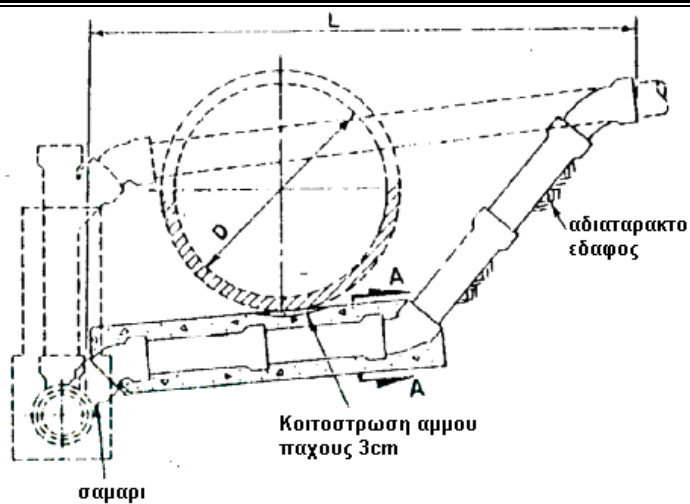 L
D
αδιαταρακτο
εδαφος
A
A
Κοιτοστρωση αμμου
παχους 3cm
σαμαρι